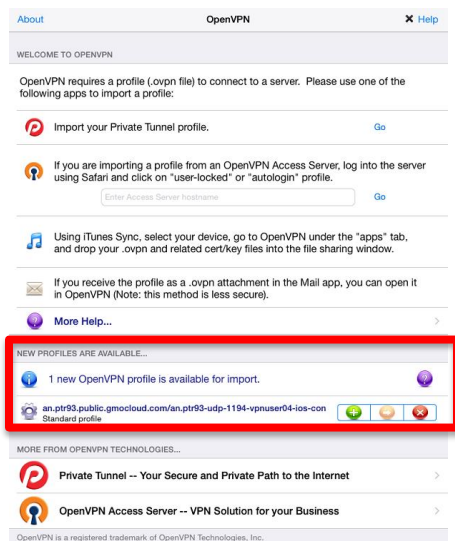 About OpenVPN ✖ Help
WELCOME TO OPENVPN
OpenVPN requires a profile (.ovpn file) to connect to a server. Please use one of the
following apps to import a profile:
Import your Private Tunnel profile. Go
If you are importing a profile from an OpenVPN Access Server, log into the server
using Safari and click on "user-locked" or "autologin" profile.
Enter Access Server hostname Go
Using iTunes Sync, select your device, go to OpenVPN under the "apps" tab,
and drop your .ovpn and related cert/key files into the file sharing window.
If you receive the profile as a .ovpn attachment in the Mail app, you can open it
in OpenVPN (Note: this method is less secure).
More Help...
NEW PROFILES ARE AVAILABLE...
1 new OpenVPN profile is available for import.
an.ptr93.public.gmocloud.com/an.ptr93-udp-1194-vpnuser04-ios-con
Standard profile
MORE FROM OPENVPN TECHNOLOGIES...
Private Tunnel -- Your Secure and Private Path to the Internet
OpenVPN Access Server -- VPN Solution for your Business
OpenVPN is a registered trademark of OpenVPN Technologies, Inc.